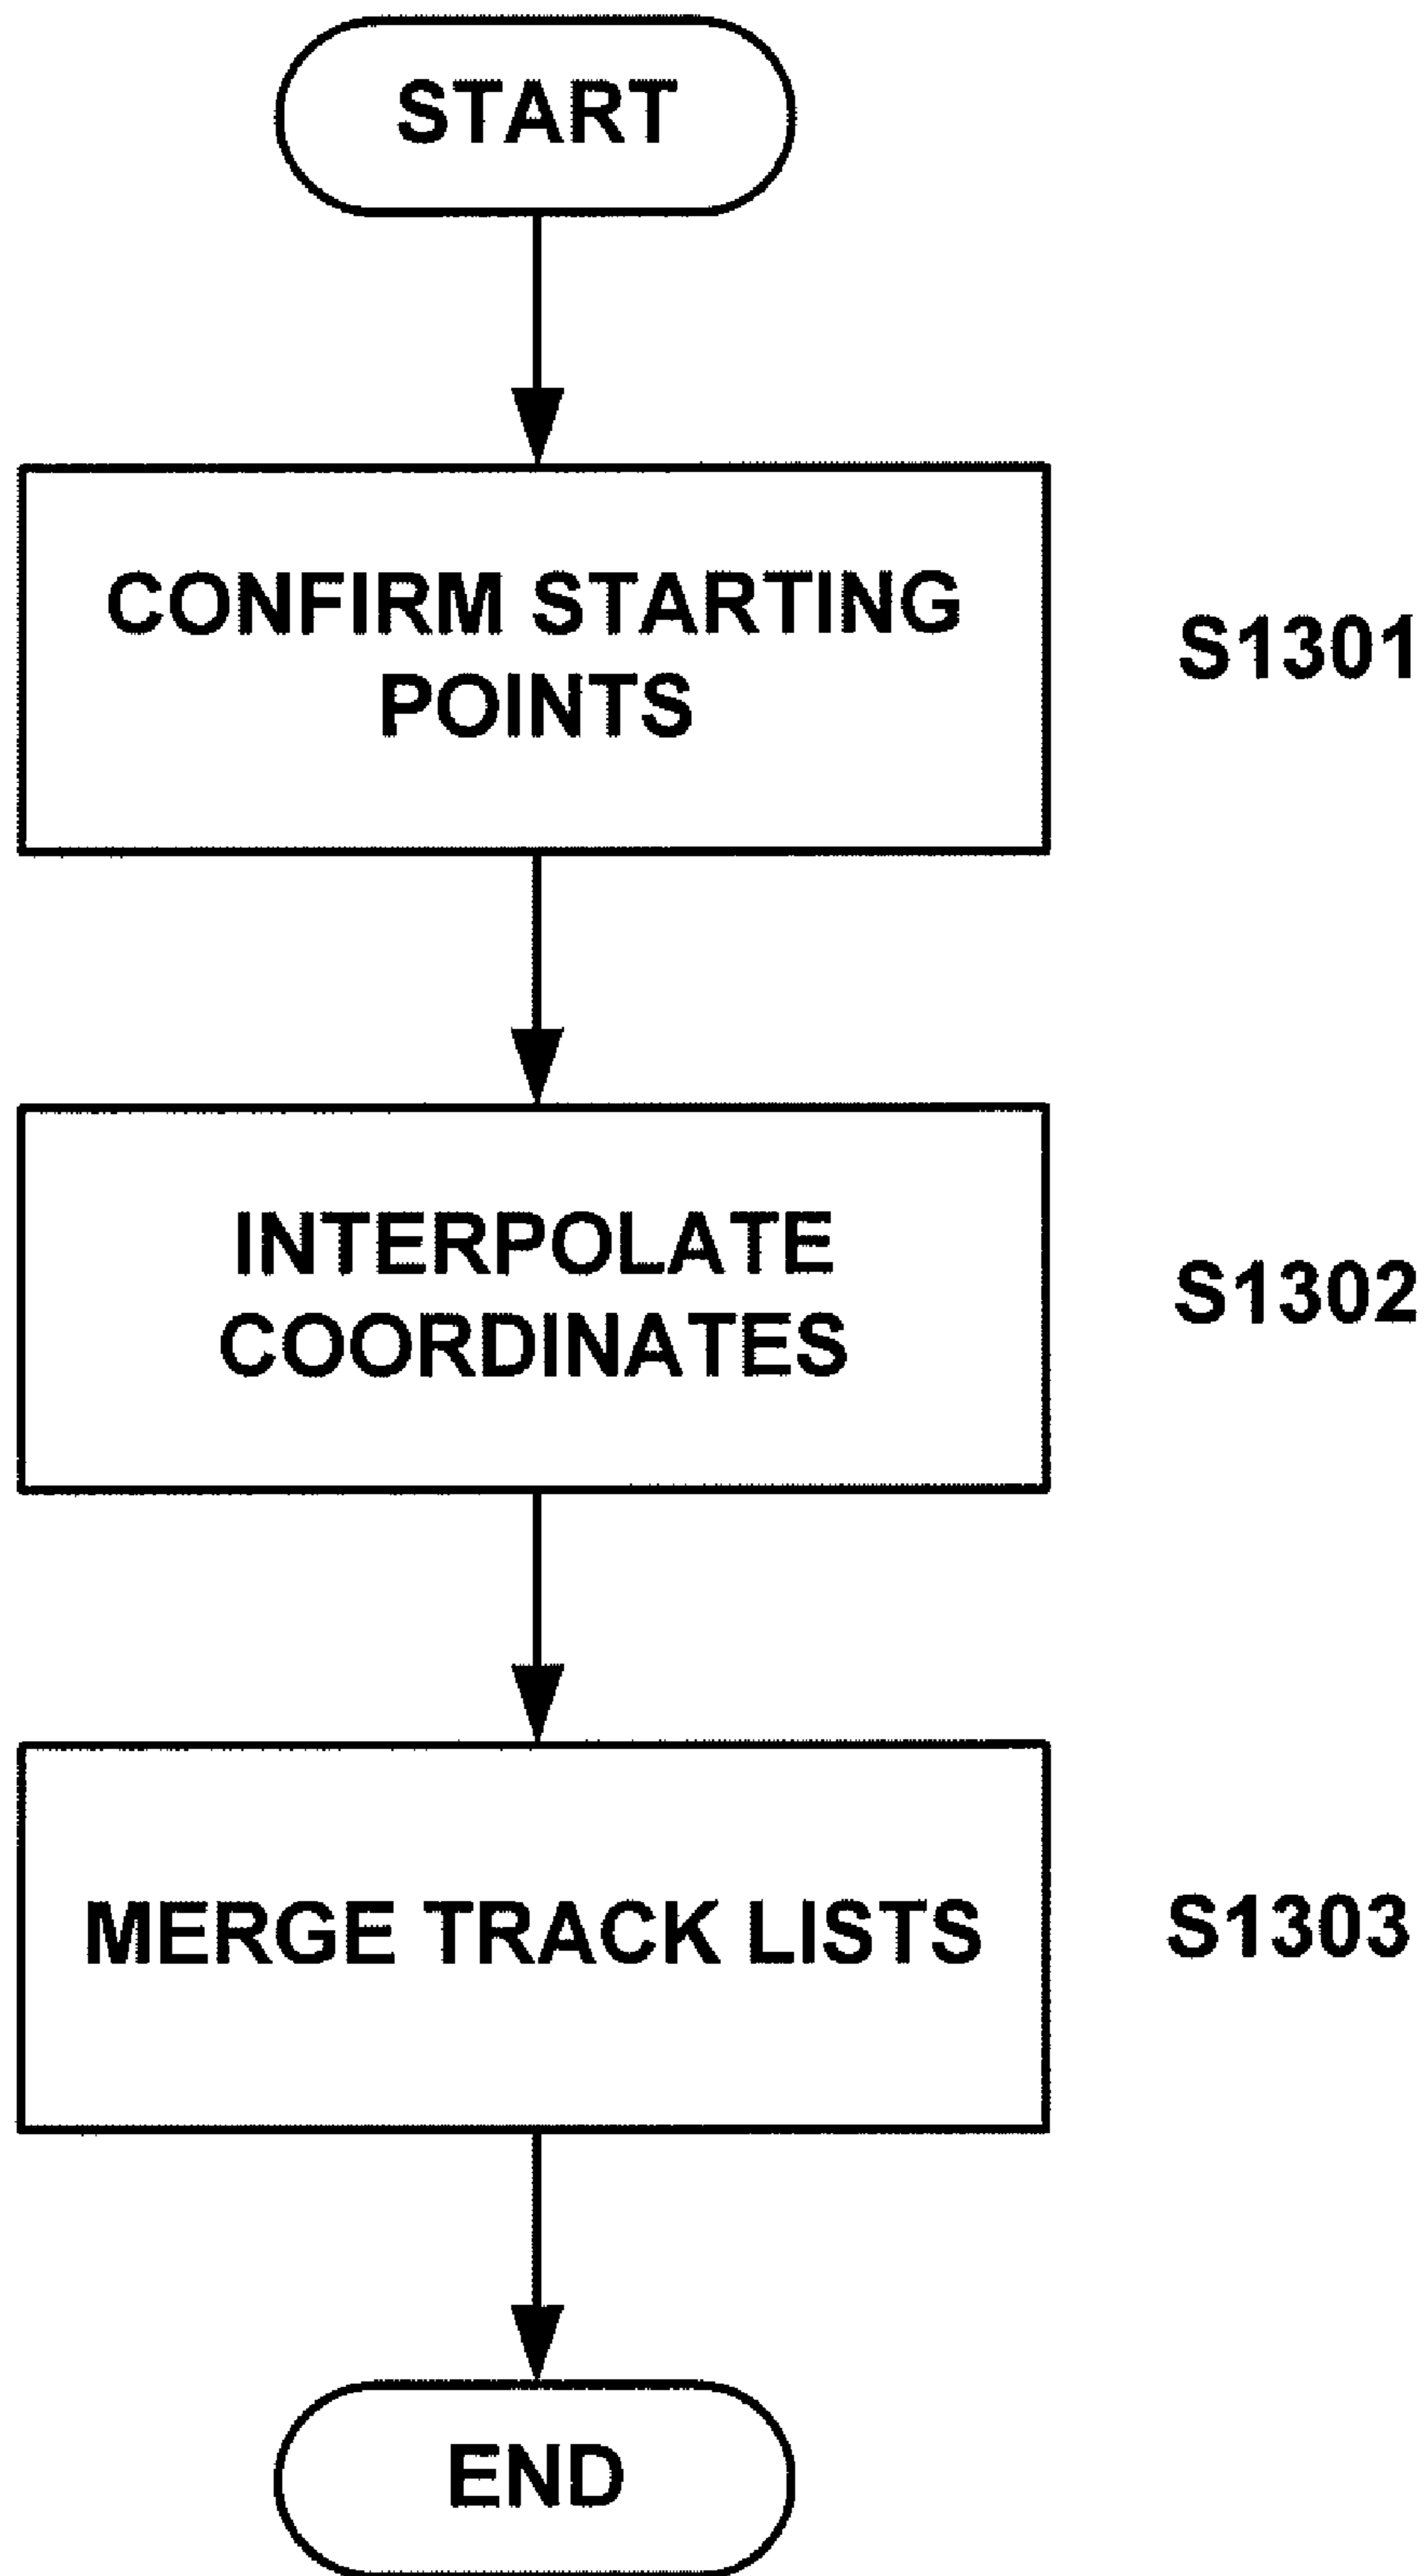 START
CONFIRM STARTING
POINTS
S1301
INTERPOLATE
COORDINATES
S1302
MERGE TRACK LISTS
S1303
END